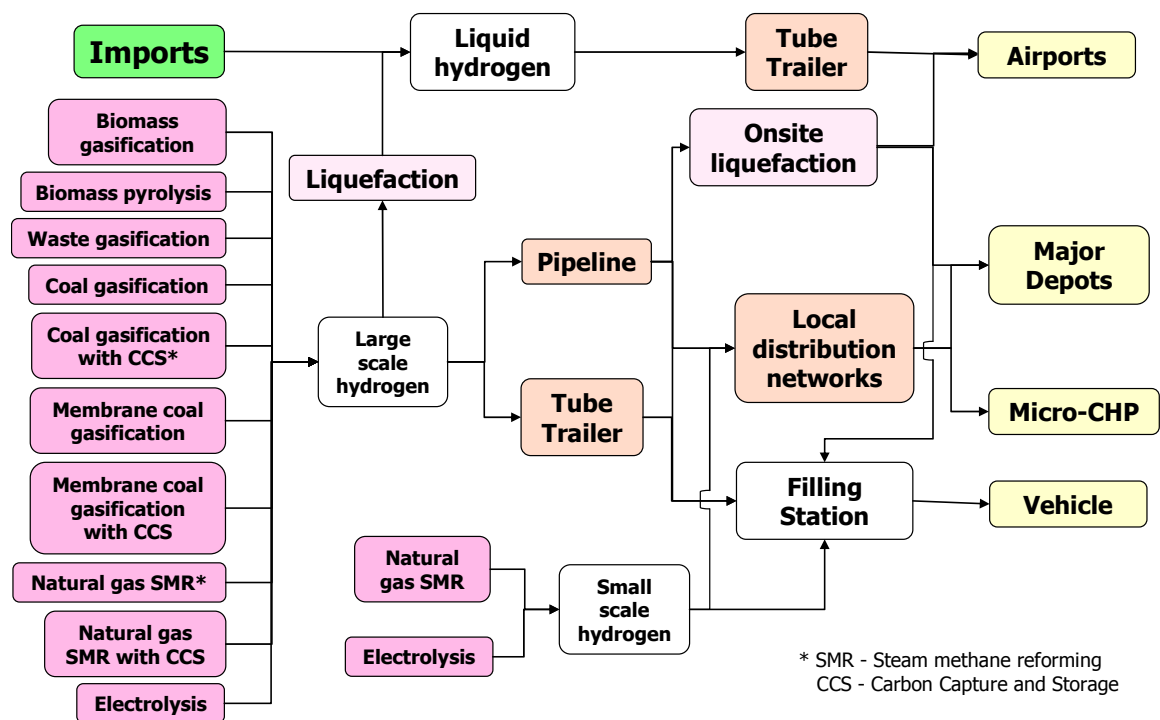 Imports
Liquid
hydrogen
Tube
Trailer
Airports
Biomass
gasification
Biomass pyrolysis
Waste gasification
Coal gasification
Coal gasification
with CCS*
Membrane coal
gasification
Membrane coal
gasification
with CCS
Natural gas SMR*
Natural gas
SMR with CCS
Electrolysis
Liquefaction
Large
scale
hydrogen
Onsite
liquefaction
Pipeline
Tube
Trailer
Local
distribution
networks
Filling
Station
Major
Depots
Micro-CHP
Vehicle
Natural
gas SMR
Electrolysis
Small
scale
hydrogen
* SMR - Steam methane reforming
CCS - Carbon Capture and Storage